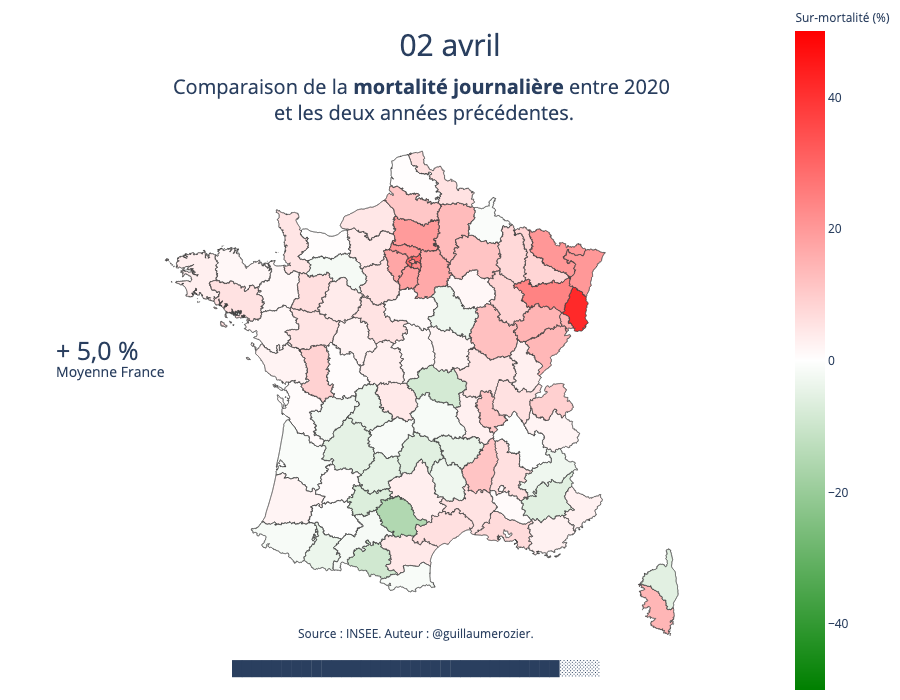 Sur-mortalité (%)
02 avril
Comparaison de la mortalité journalière entre 2020
et les deux années précédentes.
40
20
0
−20
−40
+ 5,0 %
Moyenne France
Source : INSEE. Auteur : @guillaumerozier.